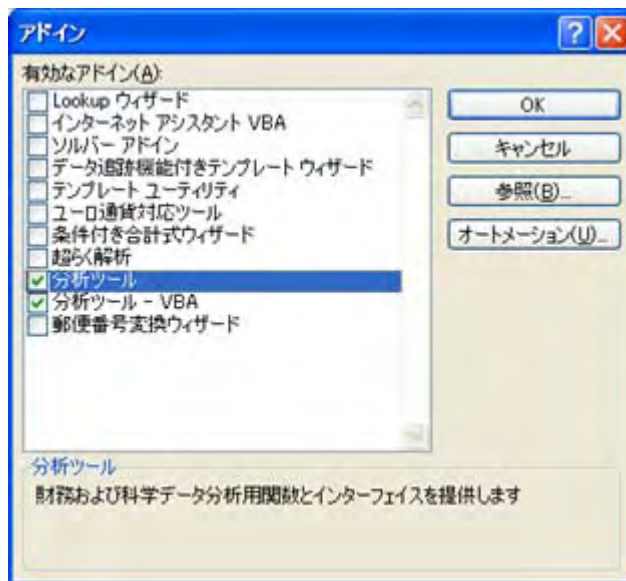 アドイン
有効なアドイン(A):
Lookup ウィザード
インターネット アシスタント VBA
ソルバー アドイン
データ追跡機能付きテンプレート ウィザード
テンプレート ユーティリティ
ユーロ通貨対応ツール
条件付き合計式ウィザード
超らく解析
分析ツール
分析ツール - VBA
郵便番号変換ウィザード
OK
キャンセル
参照(B)...
オートメーション(U)...
分析ツール
財務および科学データ分析用関数とインターフェイスを提供します